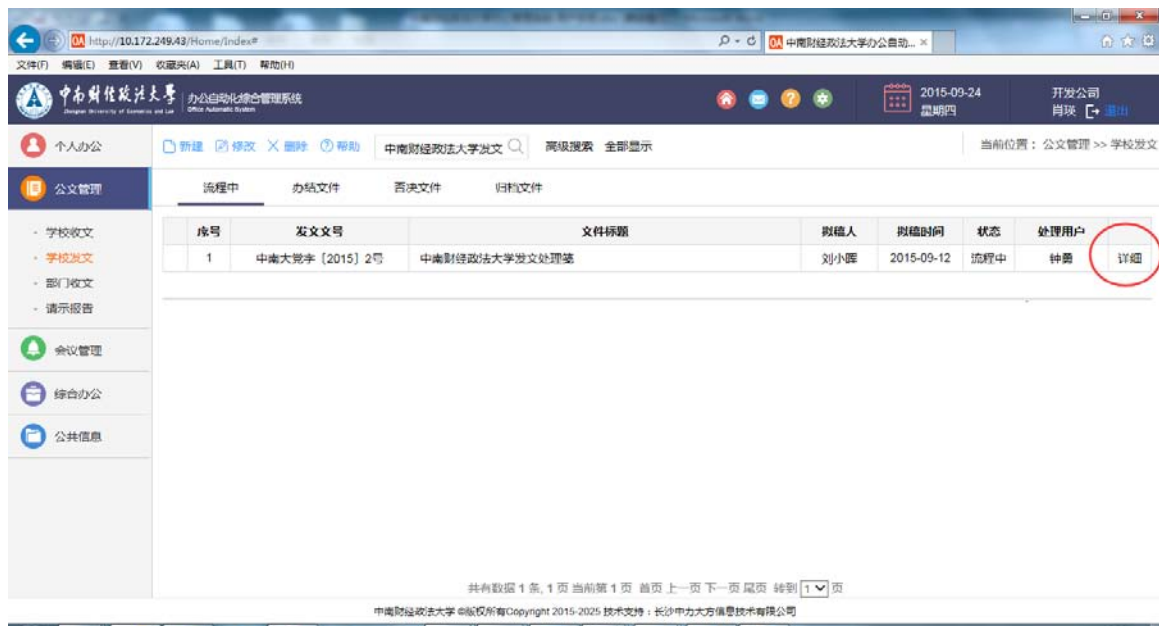 http://10.172.249.43/Home/Index#
中南财经政法大学办公自动... ×
文件(F) 编辑(E) 查看(V) 收藏夹(A) 工具(T) 帮助(H)
中南财经政法大学 办公自动化综合管理系统
Zhongnan University of Economics and Law Office Automatic System
2015-09-24 星期四
开发公司 肖瑛 退出
个人办公
公文管理
学校收文
学校发文
部门收文
请示报告
会议管理
综合办公
公共信息
新建 修改 删除 帮助 中南财经政法大学发文 高级搜索 全部显示
当前位置：公文管理 >> 学校发文
流程中 办结文件 否决文件 归档文件
序号 发文文号 文件标题 拟稿人 拟稿时间 状态 处理用户
1 中南大党字［2015］2号 中南财经政法大学发文处理笺 刘小晖 2015-09-12 流程中 钟勇 详细
共有数据 1 条, 1 页 当前第 1 页 首页 上一页 下一页 尾页 转到 1 页
中南财经政法大学 ©版权所有Copyright 2015-2025 技术支持：长沙中力大方信息技术有限公司